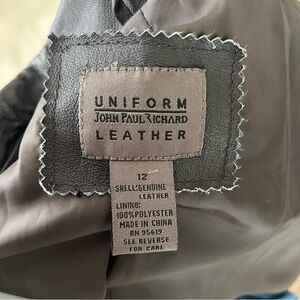 UNIFORM
JOHN PAUL RICHARD
LEATHER
12
SHELL:GENUINE
LEATHER
LINING:
100%POLYESTER
MADE IN CHINA
RN 95619
SEE REVERSE
FOR CARE